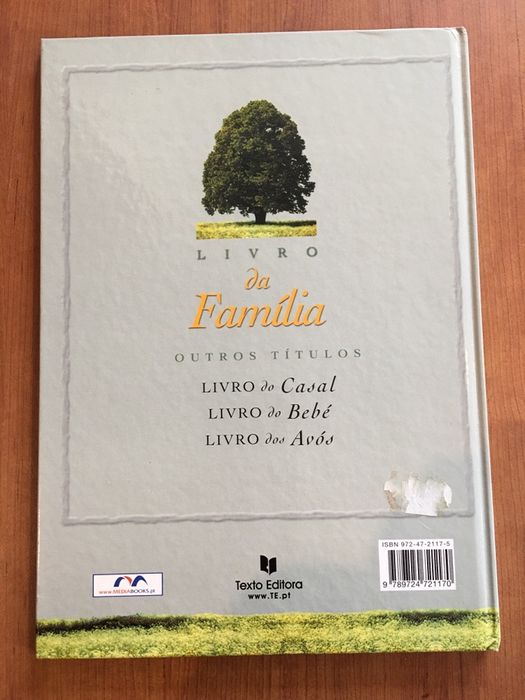 LIVRO
da
Família
OUTROS TÍTULOS
LIVRO do Casal
LIVRO do Bebé
LIVRO dos Avós
ISBN 972-47-2117-5
9 789724 721170
www.MEDIABOOKS.pt
Texto Editora
www.TE.pt